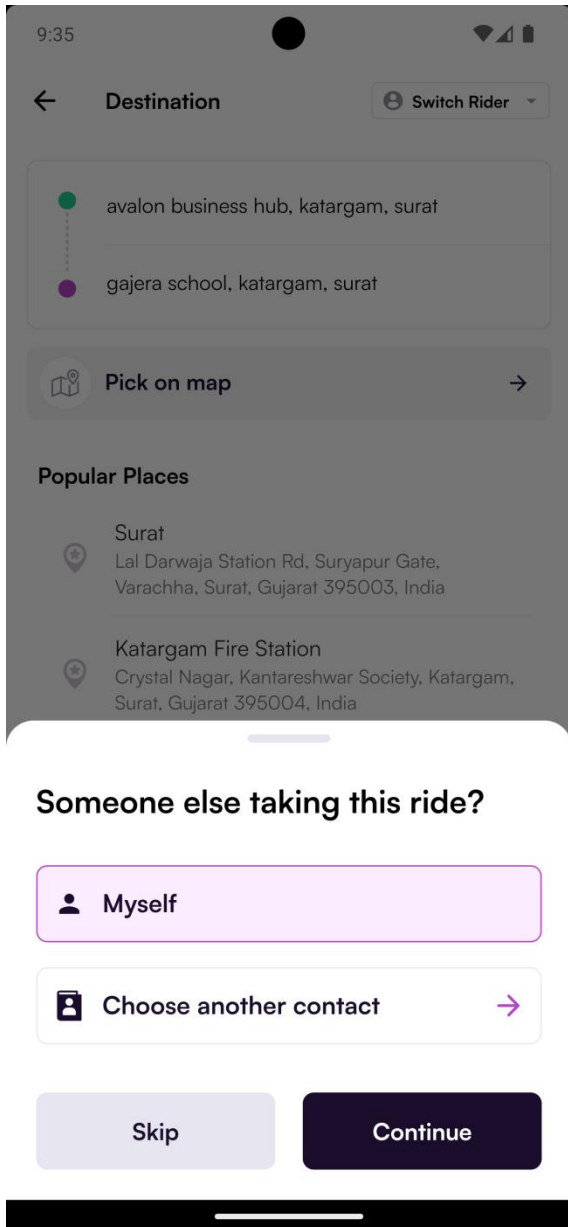 9:35
Destination
Switch Rider
avalon business hub, katargam, surat
gajera school, katargam, surat
Pick on map
Popular Places
Surat
Lal Darwaja Station Rd, Suryapur Gate,
Varachha, Surat, Gujarat 395003, India
Katargam Fire Station
Crystal Nagar, Kantareshwar Society, Katargam,
Surat, Gujarat 395004, India
Someone else taking this ride?
Myself
Choose another contact
Skip
Continue